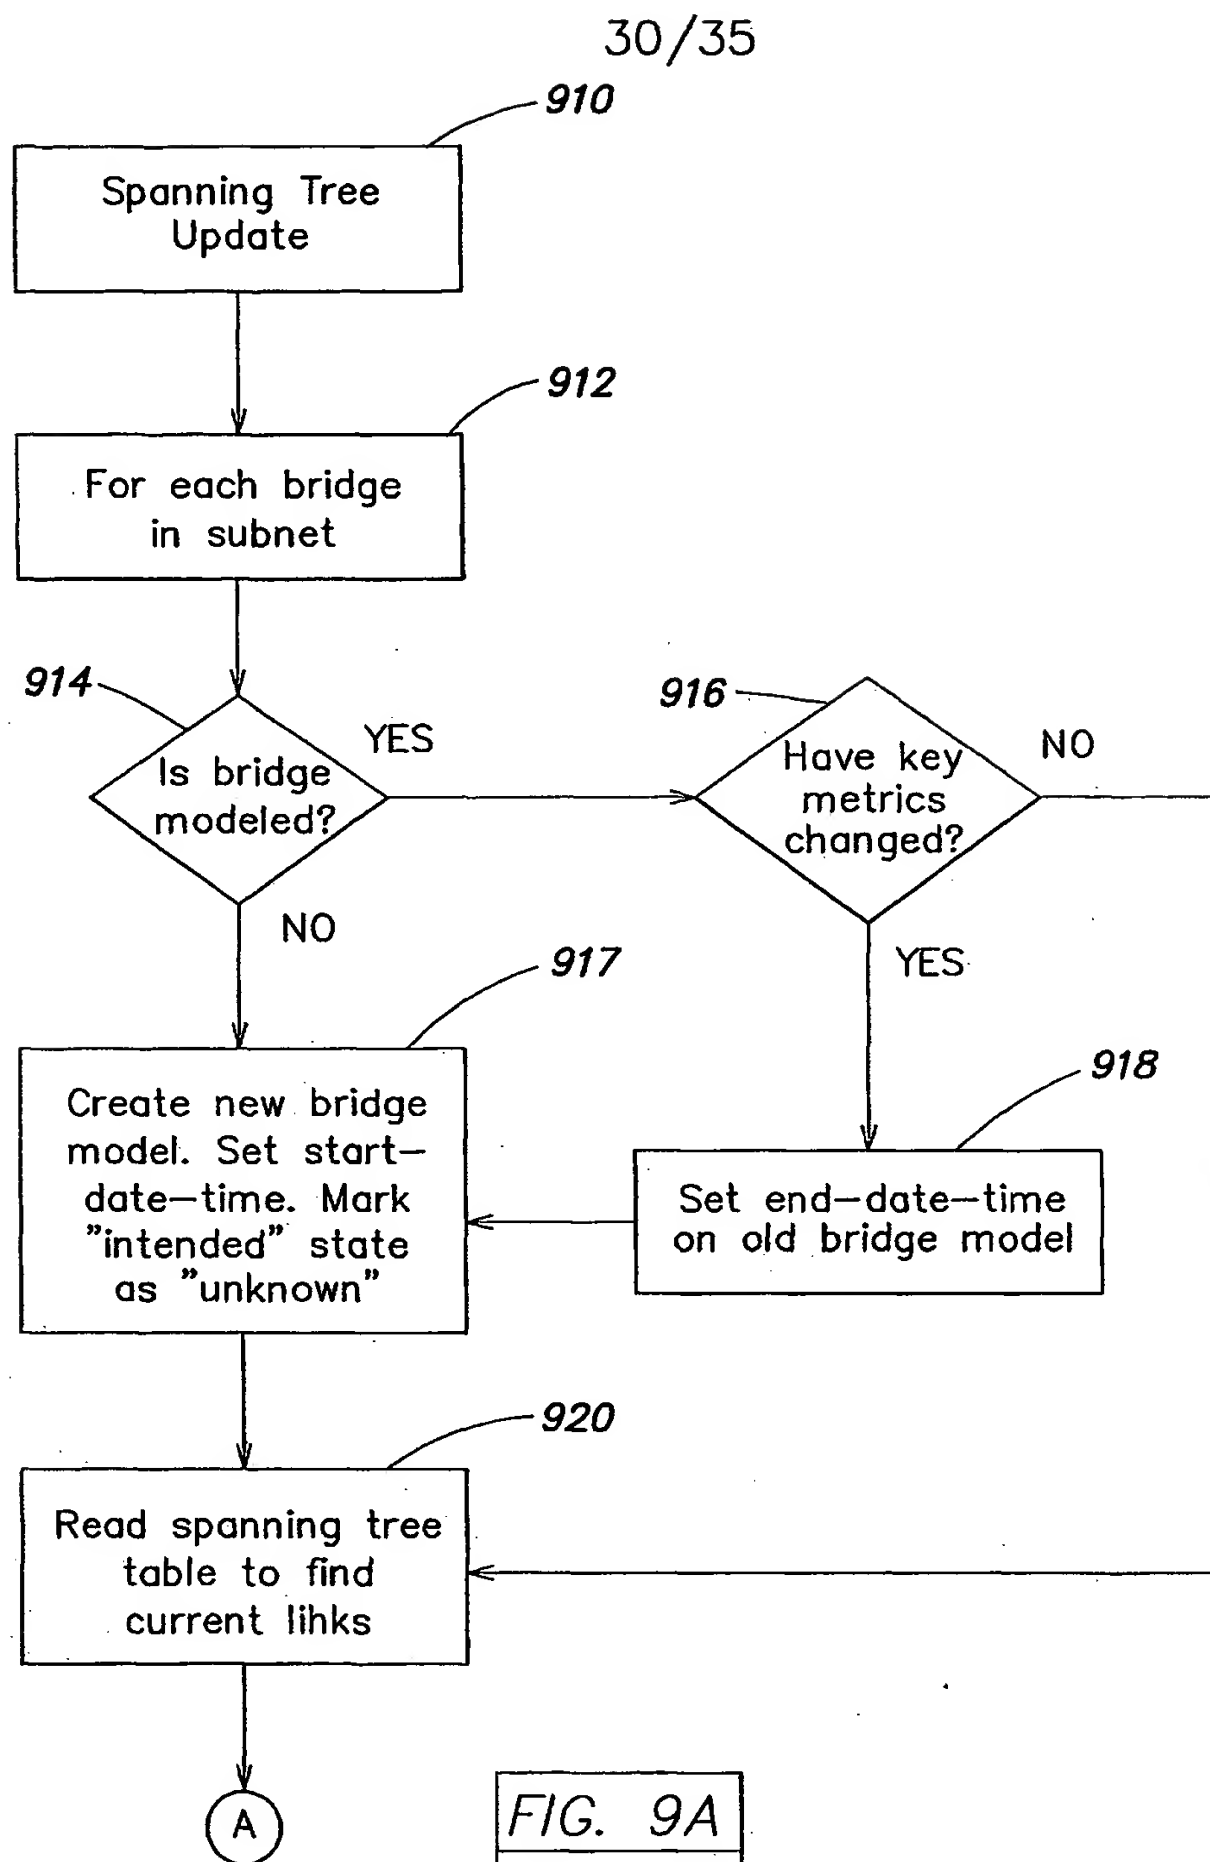 30/35
910
Spanning Tree
Update
912
For each bridge
in subnet
914
Is bridge
modeled?
YES
NO
916
Have key
metrics
changed?
NO
YES
917
Create new bridge
model. Set start-
date-time. Mark
"intended" state
as "unknown"
918
Set end-date-time
on old bridge model
920
Read spanning tree
table to find
current lihks
A
FIG. 9A